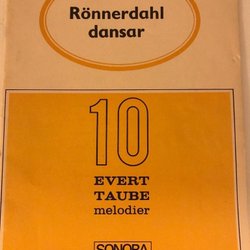 Rönnerdahl
dansar
10
EVERT
TAUBE
melodier
SONORA